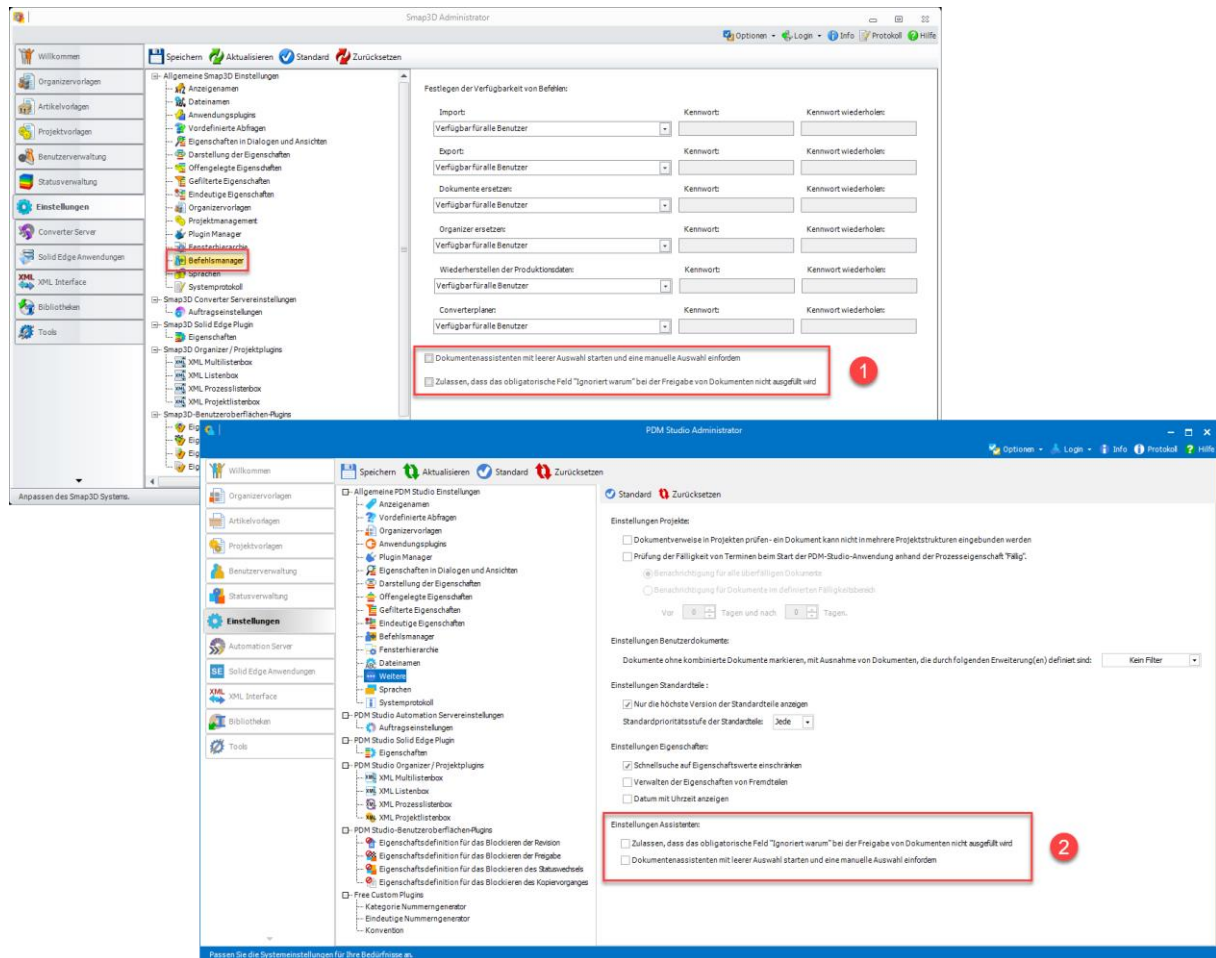 Smap3D Administrator
Optionen Login Info Protokoll Hilfe
Willkommen
Organizervorlagen
Artikelvorlagen
Projektvorlagen
Benutzerverwaltung
Statusverwaltung
Einstellungen
Converter Server
Solid Edge Anwendungen
XML Interface
Bibliotheken
Tools
Speichern Aktualisieren Standard Zurücksetzen
Allgemeine Smap3D Einstellungen
Anzeigenamen
Dateinamen
Anwendungsplugins
Vordefinierte Abfragen
Eigenschaften in Dialogen und Ansichten
Darstellung der Eigenschaften
Offengelegte Eigenschaften
Gefilterte Eigenschaften
Eindeutige Eigenschaften
Organizervorlagen
Projektmanagement
Plugin Manager
Fensterhierarchie
Befehlsmanager
Sprachen
Systemprotokoll
Smap3D Converter Servereinstellungen
Auftragseinstellungen
Smap3D Solid Edge Plugin
Eigenschaften
Smap3D Organizer / Projektplugins
XML Multilistenbox
XML Listenbox
XML Prozesslistenbox
XML Projektlistenbox
Smap3D-Benutzeroberflächen-Plugins
Eig
Eig
Eig
Eig
Festlegen der Verfügbarkeit von Befehlen:
Import: Kennwort: Kennwort wiederholen:
Verfügbar für alle Benutzer
Export: Kennwort: Kennwort wiederholen:
Verfügbar für alle Benutzer
Dokumente ersetzen: Kennwort: Kennwort wiederholen:
Verfügbar für alle Benutzer
Organizer ersetzen: Kennwort: Kennwort wiederholen:
Verfügbar für alle Benutzer
Wiederherstellen der Produktionsdaten: Kennwort: Kennwort wiederholen:
Verfügbar für alle Benutzer
Converterplaner: Kennwort: Kennwort wiederholen:
Verfügbar für alle Benutzer
Dokumentenassistenten mit leerer Auswahl starten und eine manuelle Auswahl einfordern
Zulassen, dass das obligatorische Feld "Ignoriert warum" bei der Freigabe von Dokumenten nicht ausgefüllt wird
1
Anpassen des Smap3D Systems.
PDM Studio Administrator
Optionen Login Info Protokoll Hilfe
Willkommen
Organizervorlagen
Artikelvorlagen
Projektvorlagen
Benutzerverwaltung
Statusverwaltung
Einstellungen
Automation Server
SE Solid Edge Anwendungen
XML Interface
Bibliotheken
Tools
Speichern Aktualisieren Standard Zurücksetzen
Allgemeine PDM Studio Einstellungen
Anzeigenamen
Vordefinierte Abfragen
Organizervorlagen
Anwendungsplugins
Plugin Manager
Eigenschaften in Dialogen und Ansichten
Darstellung der Eigenschaften
Offengelegte Eigenschaften
Gefilterte Eigenschaften
Eindeutige Eigenschaften
Befehlsmanager
Fensterhierarchie
Dateinamen
Weitere
Sprachen
Systemprotokoll
PDM Studio Automation Servereinstellungen
Auftragseinstellungen
PDM Studio Solid Edge Plugin
Eigenschaften
PDM Studio Organizer / Projektplugins
XML Multilistenbox
XML Listenbox
XML Prozesslistenbox
XML Projektlistenbox
PDM Studio-Benutzeroberflächen-Plugins
Eigenschaftsdefinition für das Blockieren der Revision
Eigenschaftsdefinition für das Blockieren der Freigabe
Eigenschaftsdefinition für das Blockieren des Statuswechsels
Eigenschaftsdefinition für das Blockieren des Kopiervorganges
Free Custom Plugins
Kategorie Nummerngenerator
Eindeutige Nummerngenerator
Konvention
Standard Zurücksetzen
Einstellungen Projekte:
Dokumentverweise in Projekten prüfen - ein Dokument kann nicht in mehrere Projektstrukturen eingebunden werden
Prüfung der Fälligkeit von Terminen beim Start der PDM-Studio-Anwendung anhand der Prozesseigenschaft "Fällig".
Benachrichtigung für alle überfälligen Dokumente
Benachrichtigung für Dokumente im definierten Fälligkeitsbereich
Vor 0 Tagen und nach 0 Tagen.
Einstellungen Benutzerdokumente:
Dokumente ohne kombinierte Dokumente markieren, mit Ausnahme von Dokumenten, die durch folgenden Erweiterung(en) definiert sind: Kein Filter
Einstellungen Standardteile :
Nur die höchste Version der Standardteile anzeigen
Standardprioritätsstufe der Standardteile: Jede
Einstellungen Eigenschaften:
Schnellsuche auf Eigenschaftswerte einschränken
Verwalten der Eigenschaften von Fremdteilen
Datum mit Uhrzeit anzeigen
Einstellungen Assistenten:
Zulassen, dass das obligatorische Feld "Ignoriert warum" bei der Freigabe von Dokumenten nicht ausgefüllt wird
Dokumentenassistenten mit leerer Auswahl starten und eine manuelle Auswahl einfordern
2
Passen Sie die Systemeinstellungen für Ihre Bedürfnisse an.